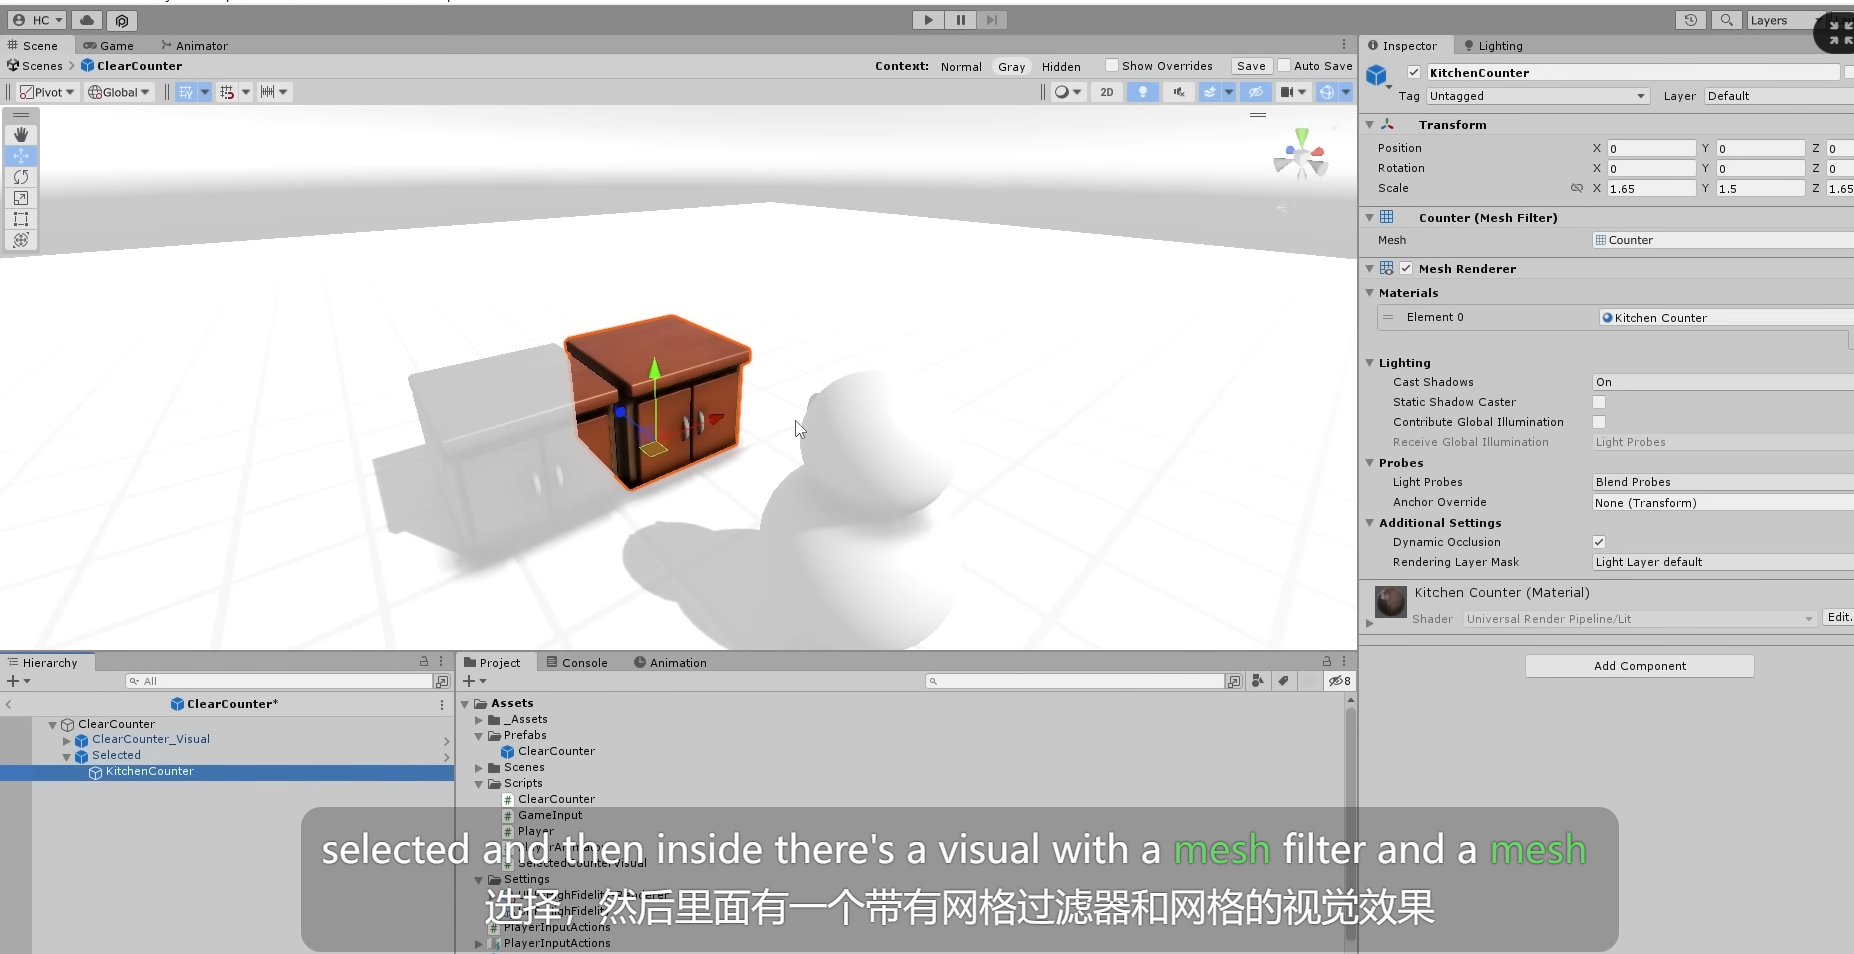 HC
Layers
Scene
Game
Animator
Inspector
Lighting
Scenes > ClearCounter
Context: Normal Gray Hidden
Show Overrides
Save
Auto Save
KitchenCounter
Pivot
Global
2D
Tag Untagged
Layer Default
Transform
Position X 0 Y 0 Z 0
Rotation X 0 Y 0 Z 0
Scale X 1.65 Y 1.5 Z 1.65
Counter (Mesh Filter)
Mesh Counter
Mesh Renderer
Materials
Element 0 Kitchen Counter
Lighting
Cast Shadows On
Static Shadow Caster
Contribute Global Illumination
Receive Global Illumination Light Probes
Probes
Light Probes Blend Probes
Anchor Override None (Transform)
Additional Settings
Dynamic Occlusion
Rendering Layer Mask Light Layer default
Kitchen Counter (Material)
Shader Universal Render Pipeline/Lit
Edit.
Add Component
Hierarchy
All
ClearCounter*
ClearCounter
ClearCounter_Visual
Selected
KitchenCounter
Project
Console
Animation
8
Assets
_Assets
Prefabs
ClearCounter
Scenes
Scripts
ClearCounter
GameInput
Player
Settings
PlayerInputActions
PlayerInputActions
selected and then inside there's a visual with a mesh filter and a mesh
选择，然后里面有一个带有网格过滤器和网格的视觉效果